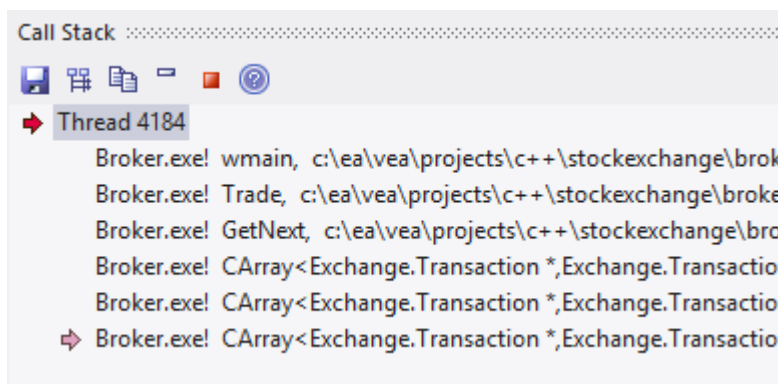 Call Stack
Thread 4184
Broker.exe! wmain, c:\ea\vea\projects\c++\stockexchange\brok
Broker.exe! Trade, c:\ea\vea\projects\c++\stockexchange\broke
Broker.exe! GetNext, c:\ea\vea\projects\c++\stockexchange\bro
Broker.exe! CArray<Exchange.Transaction *,Exchange.Transactio
Broker.exe! CArray<Exchange.Transaction *,Exchange.Transactio
Broker.exe! CArray<Exchange.Transaction *,Exchange.Transactio